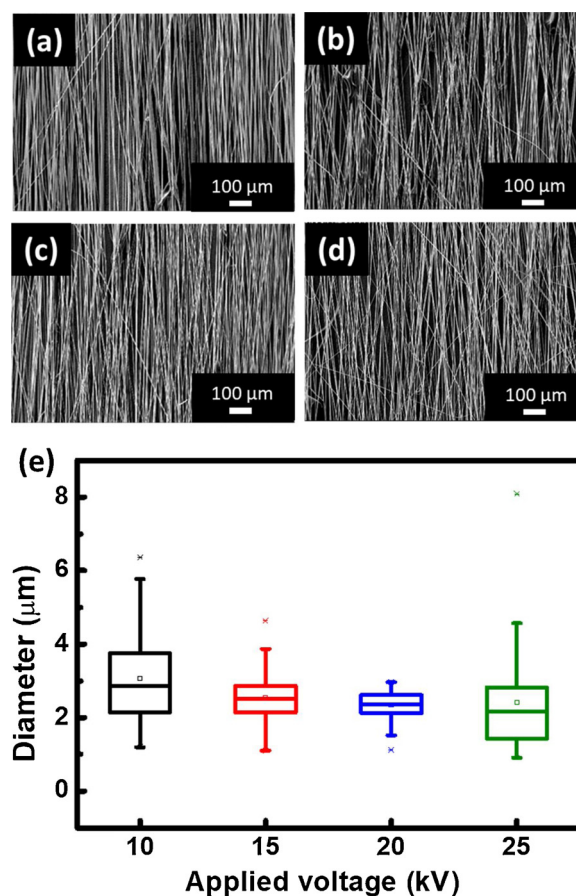 (a)
(b)
100 μm
100 μm
(c)
(d)
100 μm
100 μm
(e)
8
6
4
2
0
Diameter (μm)
10 15 20 25
Applied voltage (kV)